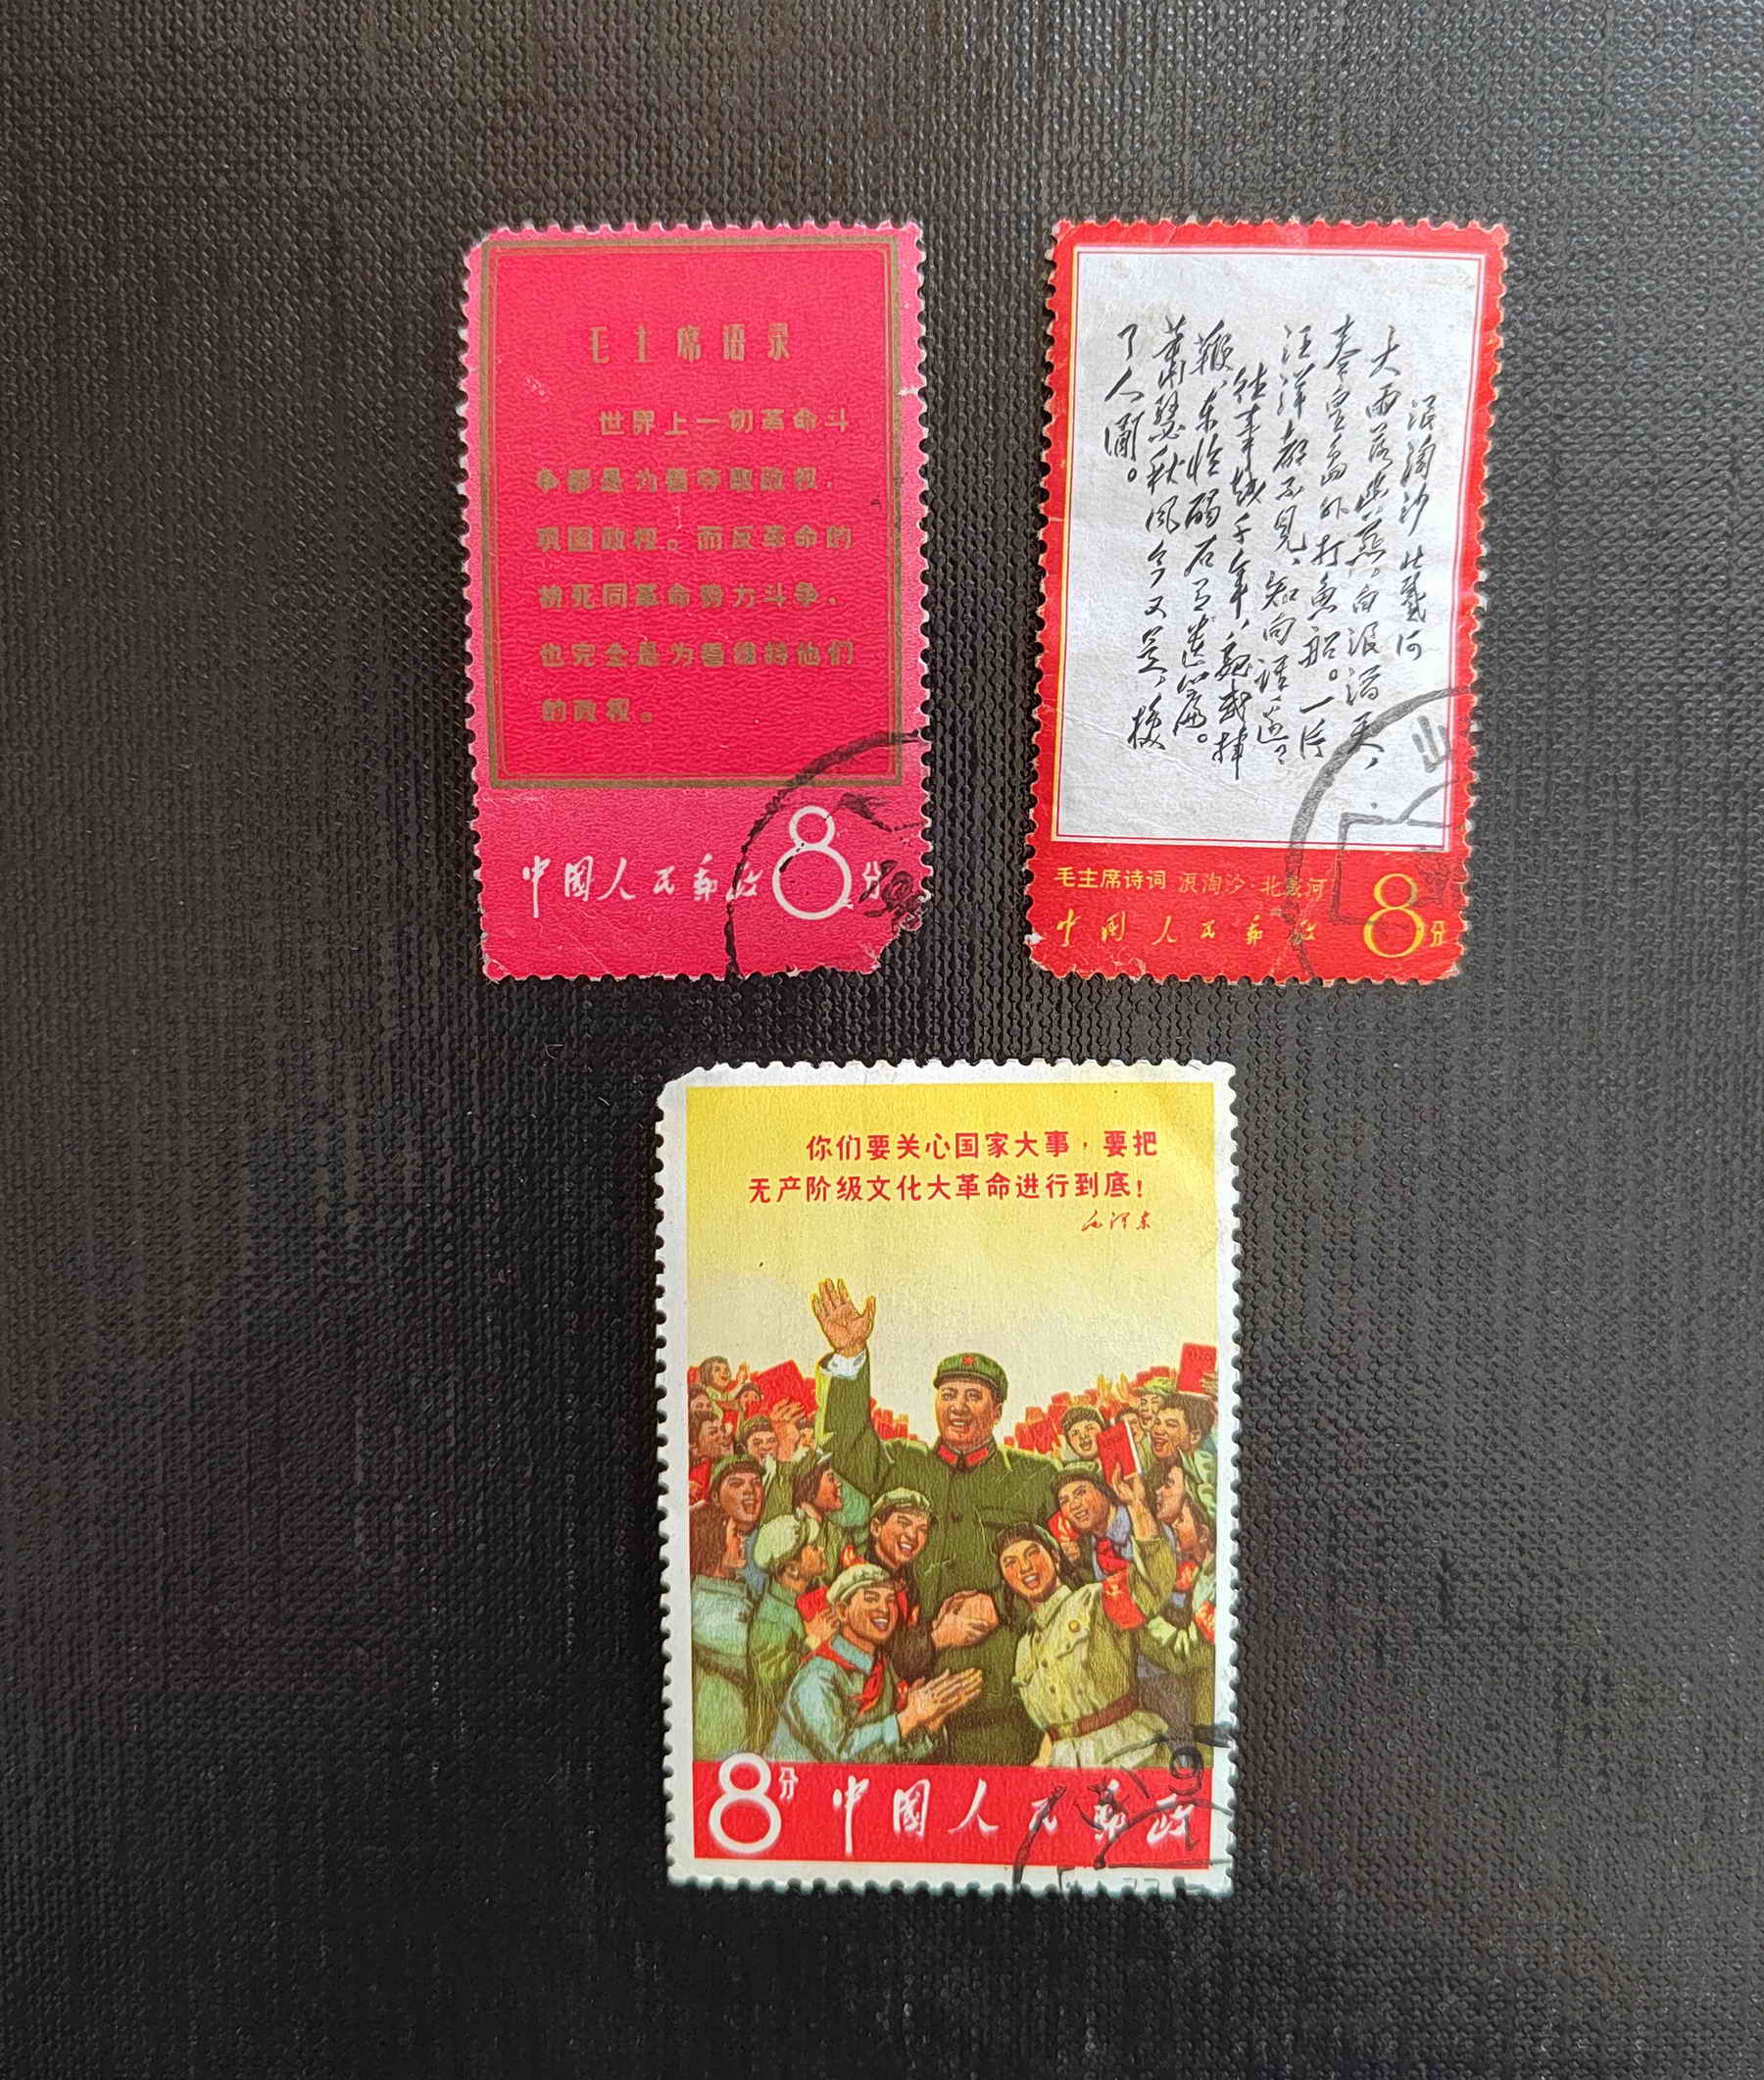 毛主席语录
世界上一切革命斗
争都是为着夺取政权，
巩固政权。而反革命的
拚死同革命势力斗争，
也完全是为着维持他们
的政权。
中国人民邮政 8分
浪淘沙 北戴河
大雨落幽燕，白浪滔天，
秦皇岛外打鱼船。一片
汪洋都不见，知向谁边？
往事越千年，魏武挥
鞭，东临碣石有遗篇。
萧瑟秋风今又是，换
了人间。
毛主席诗词 浪淘沙·北戴河
中国人民邮政 8分
你们要关心国家大事，要把
无产阶级文化大革命进行到底！
毛泽东
8分 中国人民邮政
19